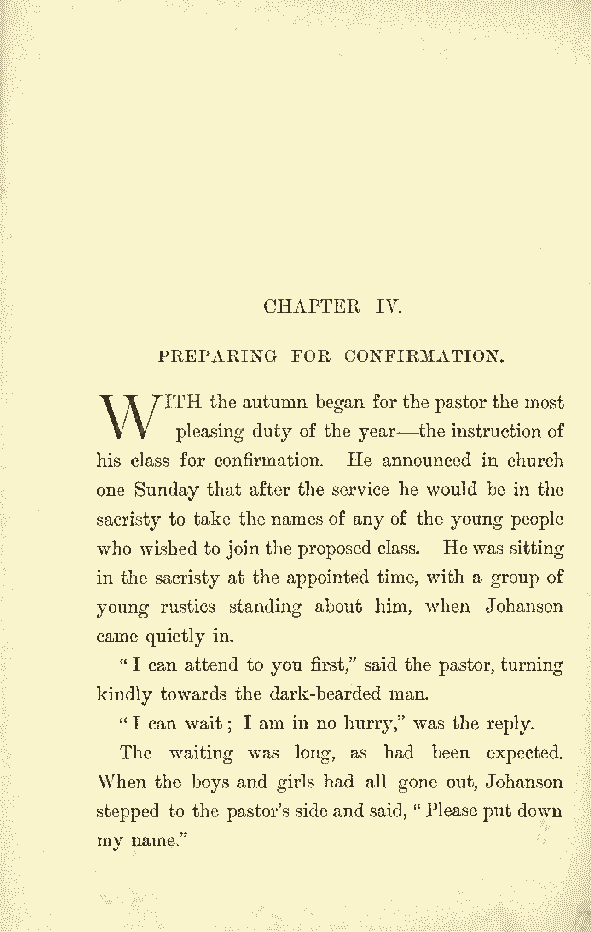 CHAPTER IV.
PREPARING FOR CONFIRMATION.
WITH the autumn began for the pastor the most
pleasing duty of the year—the instruction of
his class for confirmation. He announced in church
one Sunday that after the service he would be in the
sacristy to take the names of any of the young people
who wished to join the proposed class. He was sitting
in the sacristy at the appointed time, with a group of
young rustics standing about him, when Johanson
came quietly in.
“I can attend to you first,” said the pastor, turning
kindly towards the dark-bearded man.
“I can wait; I am in no hurry,” was the reply.
The waiting was long, as had been expected.
When the boys and girls had all gone out, Johanson
stepped to the pastor's side and said, “Please put down
my name.”